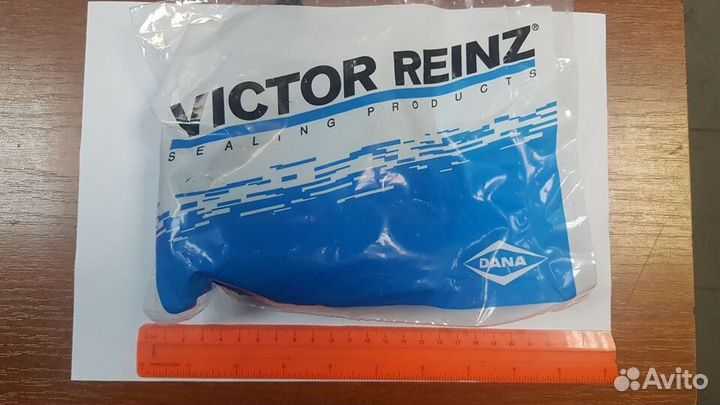 VICTOR REINZ®
SEALING PRODUCTS
DANA
Avito